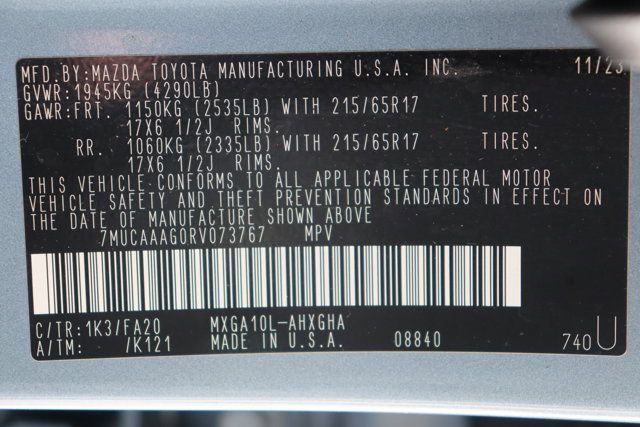 MFD.BY:MAZDA TOYOTA MANUFACTURING U.S.A. INC. 11/23
GVWR:1945KG (4290LB)
GAWR:FRT. 1150KG (2535LB) WITH 215/65R17 TIRES.
17X6 1/2J RIMS.
RR. 1060KG (2335LB) WITH 215/65R17 TIRES.
17X6 1/2J RIMS.
THIS VEHICLE CONFORMS TO ALL APPLICABLE FEDERAL MOTOR
VEHICLE SAFETY AND THEFT PREVENTION STANDARDS IN EFFECT ON
THE DATE OF MANUFACTURE SHOWN ABOVE
7MUCAAAG0RV073767 MPV
C/TR:1K3/FA20 MXGA10L-AHXGHA
A/TM: /K121 MADE IN U.S.A. 08840 740U